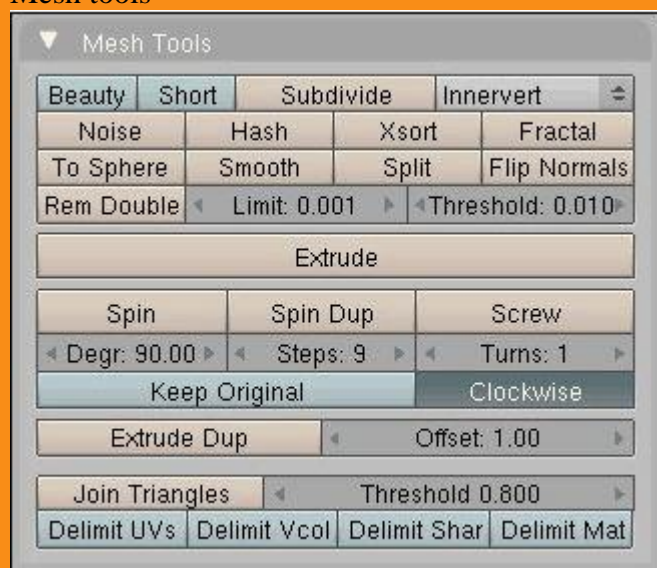 Mesh tools
Mesh Tools
Beauty Short Subdivide Innervert
Noise Hash Xsort Fractal
To Sphere Smooth Split Flip Normals
Rem Double Limit: 0.001 Threshold: 0.010
Extrude
Spin Spin Dup Screw
Degr: 90.00 Steps: 9 Turns: 1
Keep Original Clockwise
Extrude Dup Offset: 1.00
Join Triangles Threshold 0.800
Delimit UVs Delimit Vcol Delimit Shar Delimit Mat